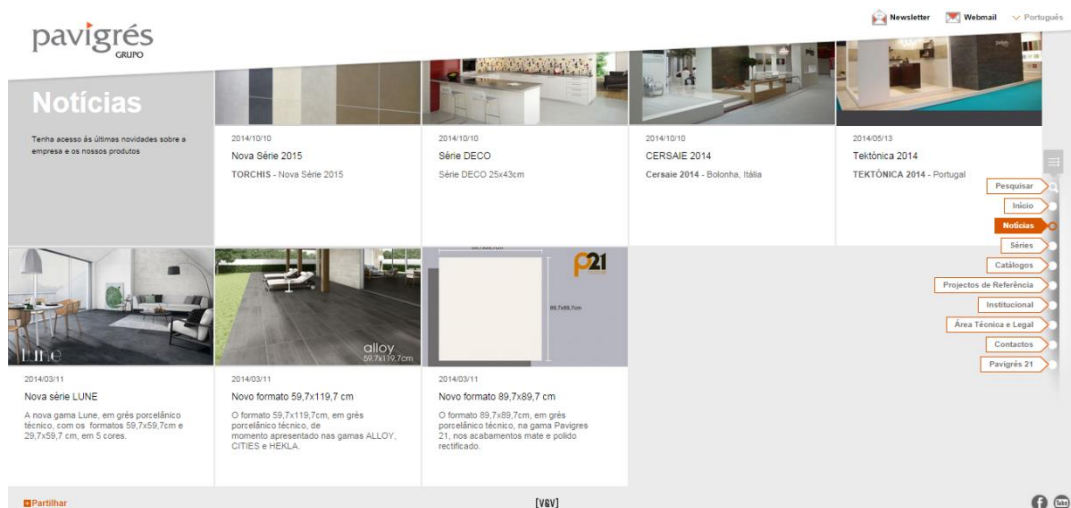 pavigrés
GRUPO
Newsletter
Webmail
Português
Notícias
Tenha acesso às últimas novidades sobre a
empresa e os nossos produtos
2014/10/10
Nova Série 2015
TORCHIS - Nova Série 2015
2014/10/10
Série DECO
Série DECO 25x43cm
2014/10/10
CERSAIE 2014
Cersaie 2014 - Bolonha, Itália
2014/05/13
Tektónica 2014
TEKTÓNICA 2014 - Portugal
Pesquisar
Início
Notícias
Séries
Catálogos
Projectos de Referência
Institucional
Área Técnica e Legal
Contactos
Pavigrés 21
Lune
2014/03/11
Nova série LUNE
A nova gama Lune, em grés porcelânico
técnico, com os formatos 59,7x59,7cm e
29,7x59,7 cm, em 5 cores.
alloy
59.7x119,7cm
2014/03/11
Novo formato 59,7x119,7 cm
O formato 59,7x119,7cm, em grés
porcelânico técnico, de
momento apresentado nas gamas ALLOY,
CITIES e HEKLA.
p21
89,7x89,7cm
2014/03/11
Novo formato 89,7x89,7 cm
O formato 89,7x89,7cm, em grés
porcelânico técnico, na gama Pavigres
21, nos acabamentos mate e polido
rectificado.
Partilhar
[V&V]
f
Tube